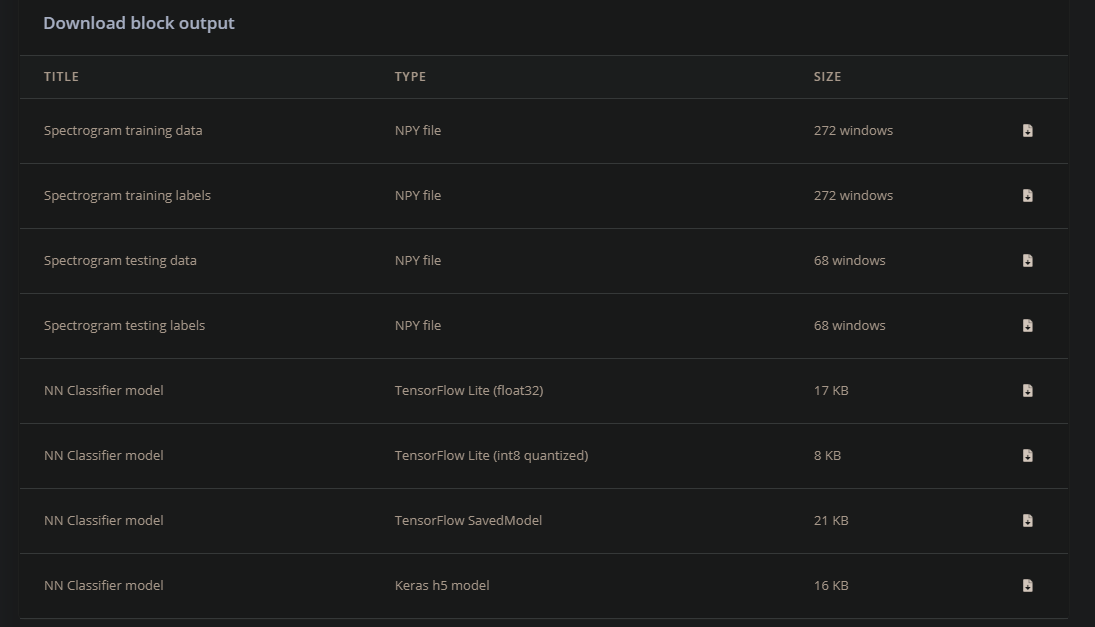 Download block output
TITLE TYPE SIZE
Spectrogram training data NPY file 272 windows
Spectrogram training labels NPY file 272 windows
Spectrogram testing data NPY file 68 windows
Spectrogram testing labels NPY file 68 windows
NN Classifier model TensorFlow Lite (float32) 17 KB
NN Classifier model TensorFlow Lite (int8 quantized) 8 KB
NN Classifier model TensorFlow SavedModel 21 KB
NN Classifier model Keras h5 model 16 KB